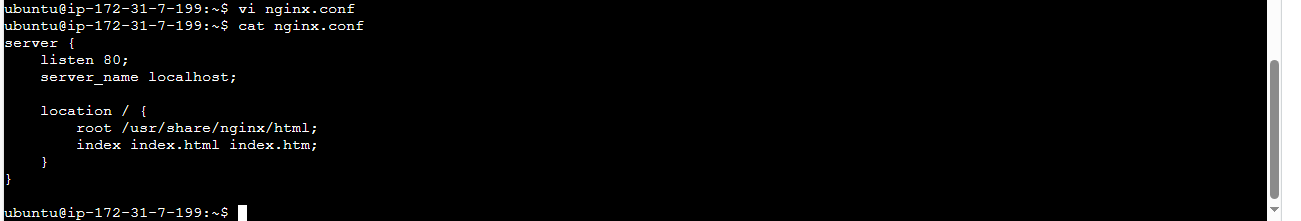 ubuntu@ip-172-31-7-199:~$ vi nginx.conf
ubuntu@ip-172-31-7-199:~$ cat nginx.conf
server {
    listen 80;
    server_name localhost;

    location / {
        root /usr/share/nginx/html;
        index index.html index.htm;
    }
}

ubuntu@ip-172-31-7-199:~$